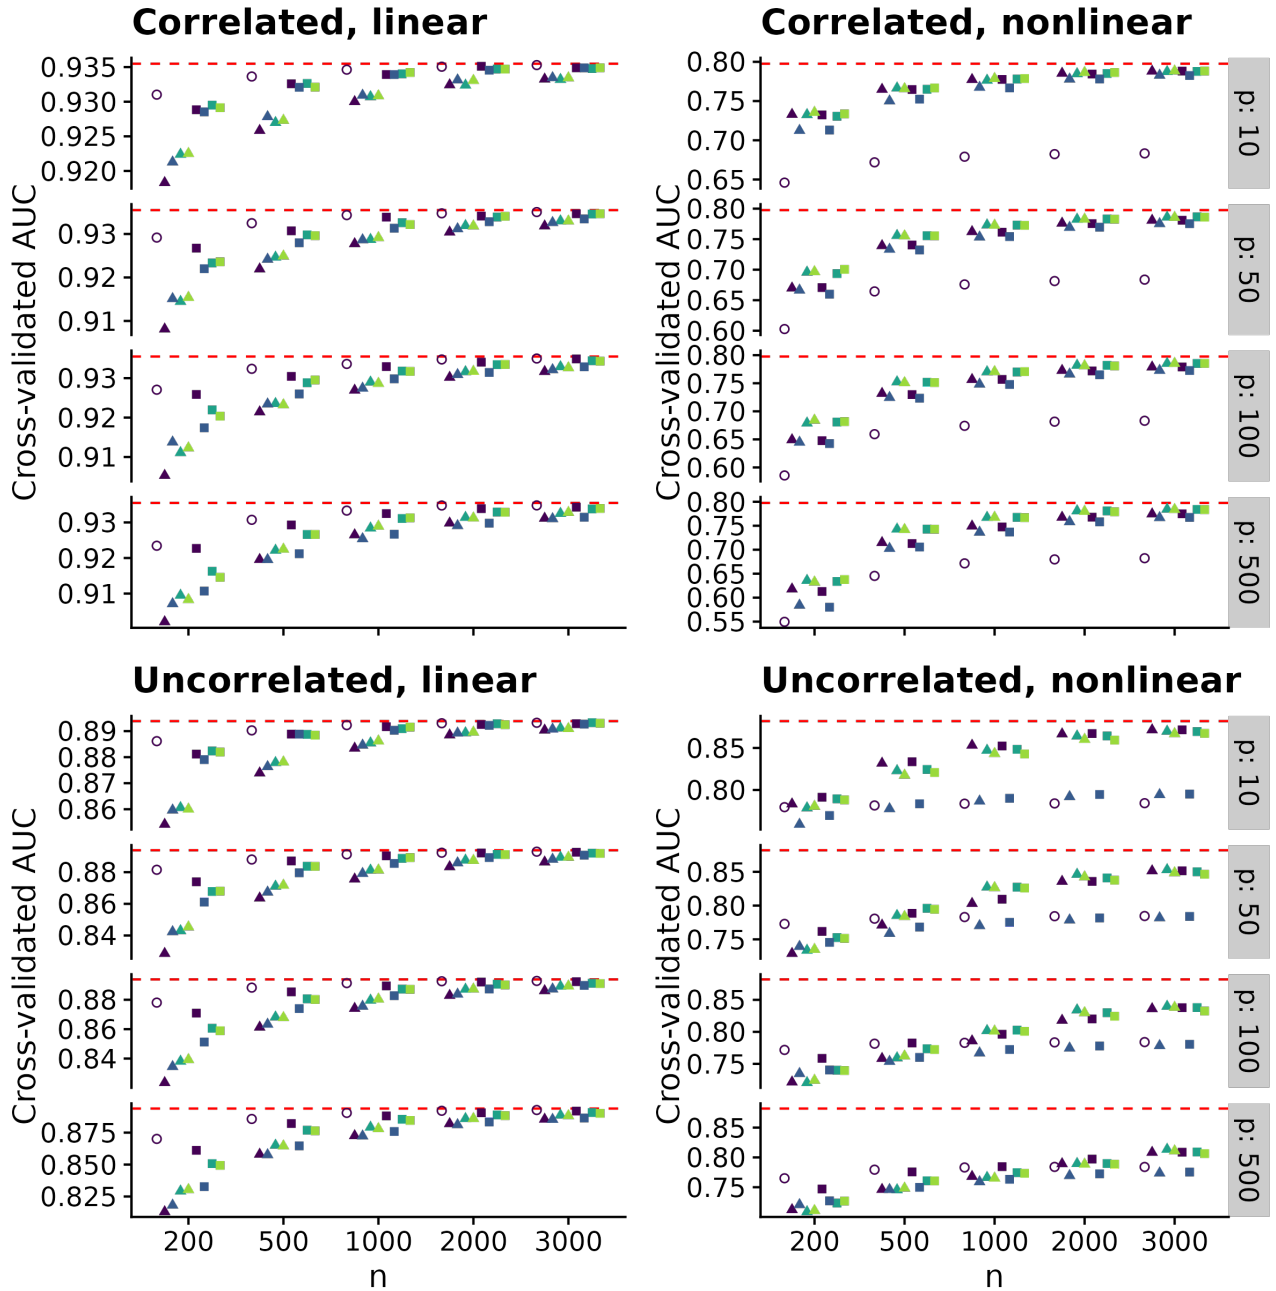 Correlated, linear
Correlated, nonlinear
Cross-validated AUC
0.935
0.930
0.925
0.920
0.93
0.92
0.91
0.93
0.92
0.91
0.93
0.92
0.91
Cross-validated AUC
0.80
0.75
0.70
0.65
p: 10
0.80
0.75
0.70
0.65
0.60
p: 50
0.80
0.75
0.70
0.65
0.60
p: 100
0.80
0.75
0.70
0.65
0.60
0.55
p: 500
Uncorrelated, linear
Uncorrelated, nonlinear
Cross-validated AUC
0.89
0.88
0.87
0.86
0.88
0.86
0.84
0.88
0.86
0.84
0.875
0.850
0.825
200 500 1000 2000 3000
n
Cross-validated AUC
0.85
0.80
p: 10
0.85
0.80
0.75
p: 50
0.85
0.80
0.75
p: 100
0.85
0.80
0.75
p: 500
200 500 1000 2000 3000
n